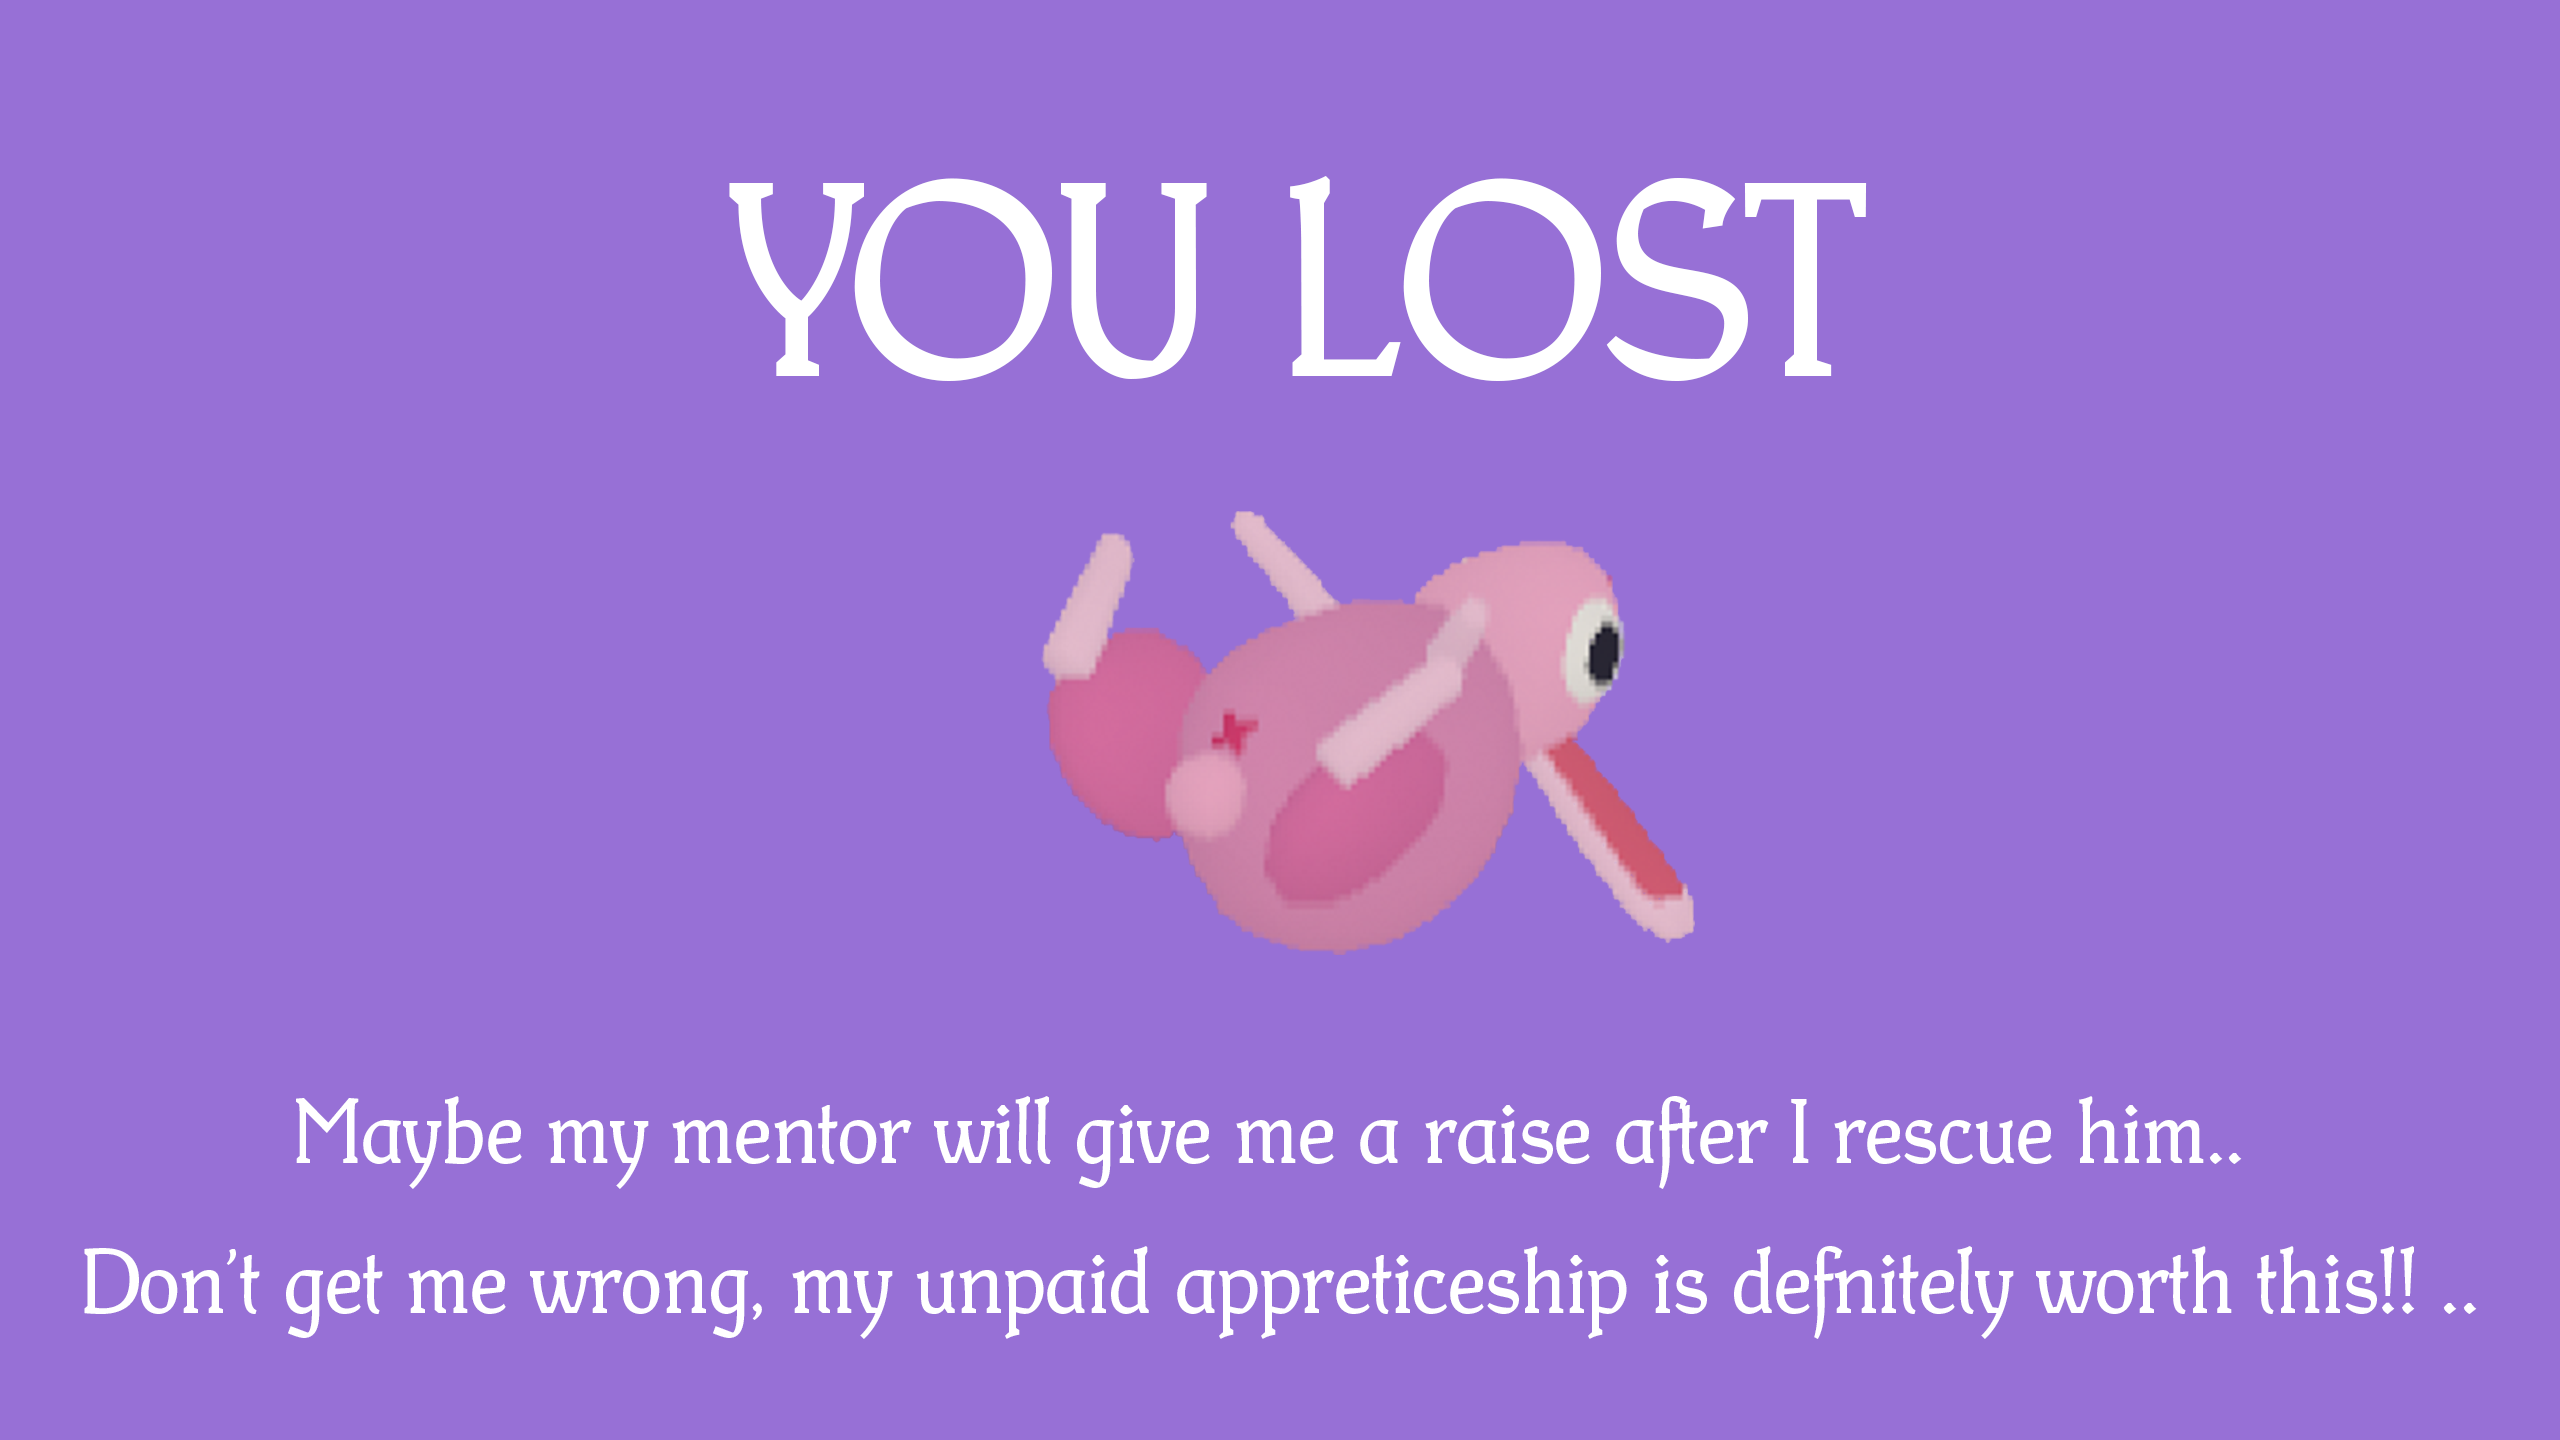 YOU LOST
Maybe my mentor will give me a raise after I rescue him..
Don't get me wrong, my unpaid appreticeship is defnitely worth this!! ..